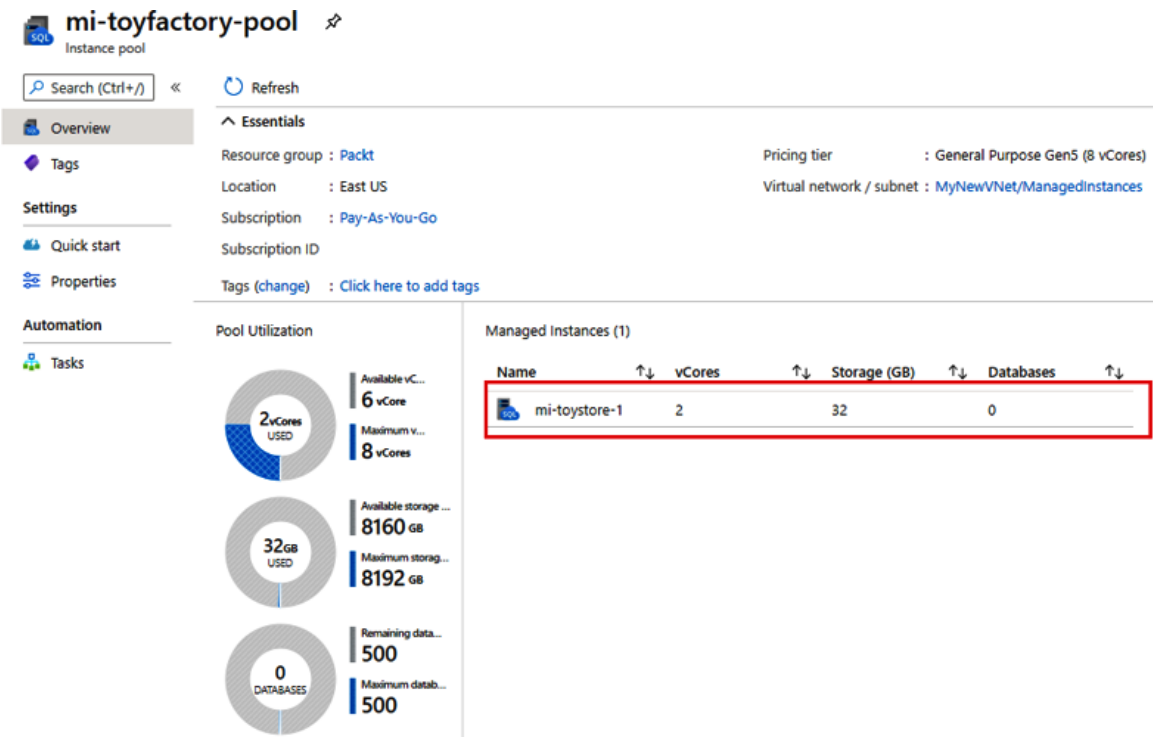 mi-toyfactory-pool
SQL
Instance pool
Search (Ctrl+/)
«
Refresh
Overview
Tags
Settings
Quick start
Properties
Automation
Tasks
Essentials
Resource group : Packt
Location : East US
Subscription : Pay-As-You-Go
Subscription ID
Tags (change) : Click here to add tags
Pricing tier : General Purpose Gen5 (8 vCores)
Virtual network / subnet : MyNewVNet/ManagedInstances
Pool Utilization
2vCores
USED
Available vC...
6 vCore
Maximum v...
8 vCores
32GB
USED
Available storage ...
8160 GB
Maximum storag...
8192 GB
0
DATABASES
Remaining data...
500
Maximum datab...
500
Managed Instances (1)
Name ↑↓ vCores ↑↓ Storage (GB) ↑↓ Databases ↑↓
SQL mi-toystore-1 2 32 0